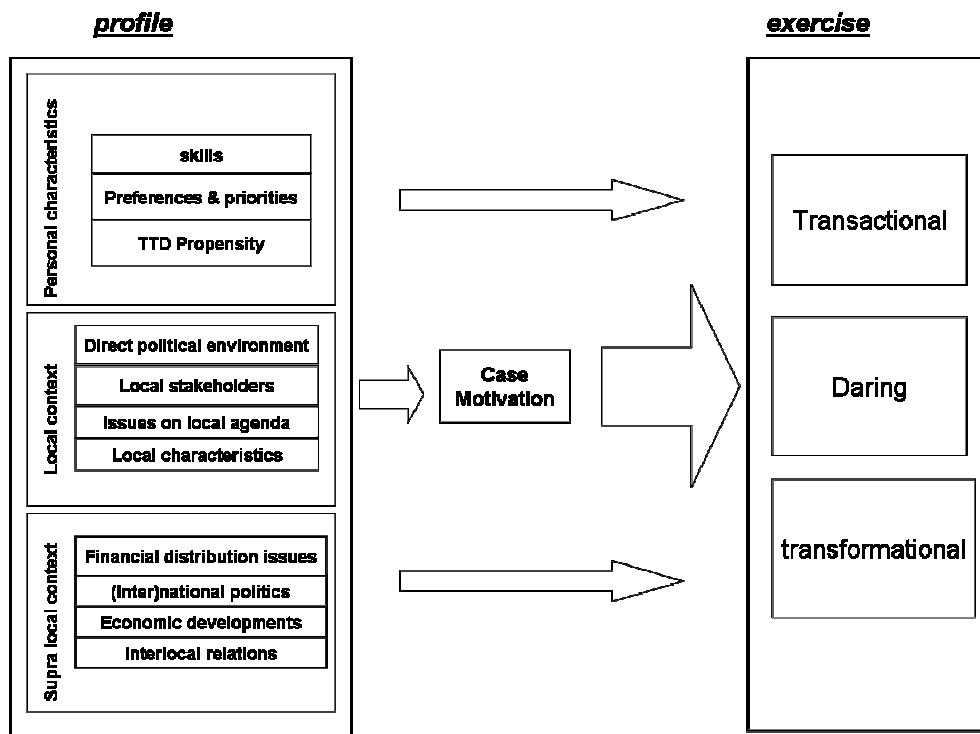 profile
exercise
Personal characteristics
skills
Preferences & priorities
TTD Propensity
Local context
Direct political environment
Local stakeholders
Issues on local agenda
Local characteristics
Supra local context
Financial distribution issues
(Inter)national politics
Economic developments
Interlocal relations
Case
Motivation
Transactional
Daring
transformational